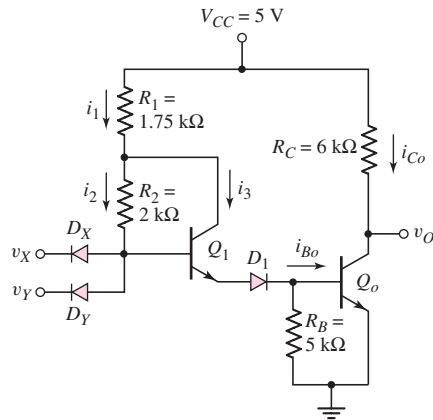 V_CC = 5 V
i_1
R_1 =
1.75 kΩ
R_C = 6 kΩ
i_Co
i_2
R_2 =
2 kΩ
i_3
v_O
D_X
v_X
Q_1
D_1
i_Bo
Q_o
v_Y
D_Y
R_B =
5 kΩ